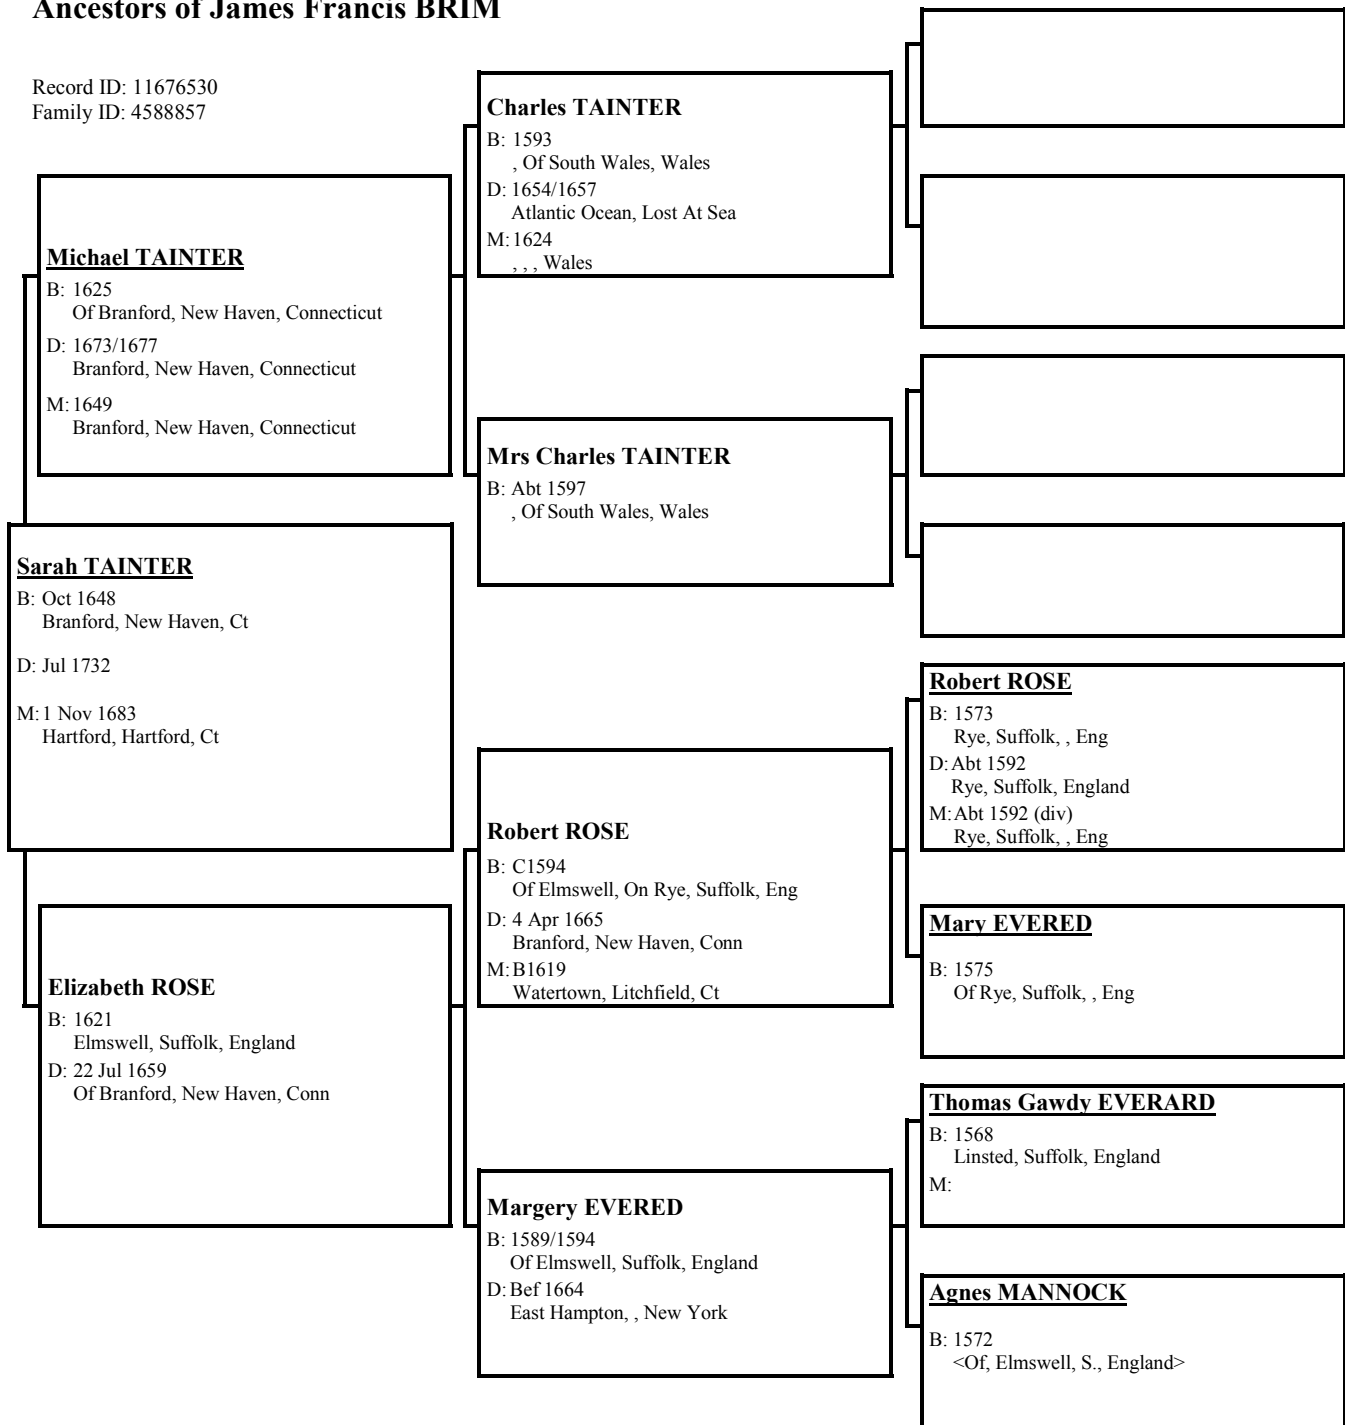 Ancestors of James Francis BRIM
Record ID: 11676530
Family ID: 4588857
Charles TAINTER
B: 1593
, Of South Wales, Wales
D: 1654/1657
Atlantic Ocean, Lost At Sea
M: 1624
, , , Wales
Michael TAINTER
B: 1625
Of Branford, New Haven, Connecticut
D: 1673/1677
Branford, New Haven, Connecticut
M: 1649
Branford, New Haven, Connecticut
Mrs Charles TAINTER
B: Abt 1597
, Of South Wales, Wales
Sarah TAINTER
B: Oct 1648
Branford, New Haven, Ct
D: Jul 1732
M: 1 Nov 1683
Hartford, Hartford, Ct
Robert ROSE
B: 1573
Rye, Suffolk, , Eng
D: Abt 1592
Rye, Suffolk, England
M: Abt 1592 (div)
Rye, Suffolk, , Eng
Robert ROSE
B: C1594
Of Elmswell, On Rye, Suffolk, Eng
D: 4 Apr 1665
Branford, New Haven, Conn
M: B1619
Watertown, Litchfield, Ct
Mary EVERED
B: 1575
Of Rye, Suffolk, , Eng
Elizabeth ROSE
B: 1621
Elmswell, Suffolk, England
D: 22 Jul 1659
Of Branford, New Haven, Conn
Thomas Gawdy EVERARD
B: 1568
Linsted, Suffolk, England
M:
Margery EVERED
B: 1589/1594
Of Elmswell, Suffolk, England
D: Bef 1664
East Hampton, , New York
Agnes MANNOCK
B: 1572
<Of, Elmswell, S., England>